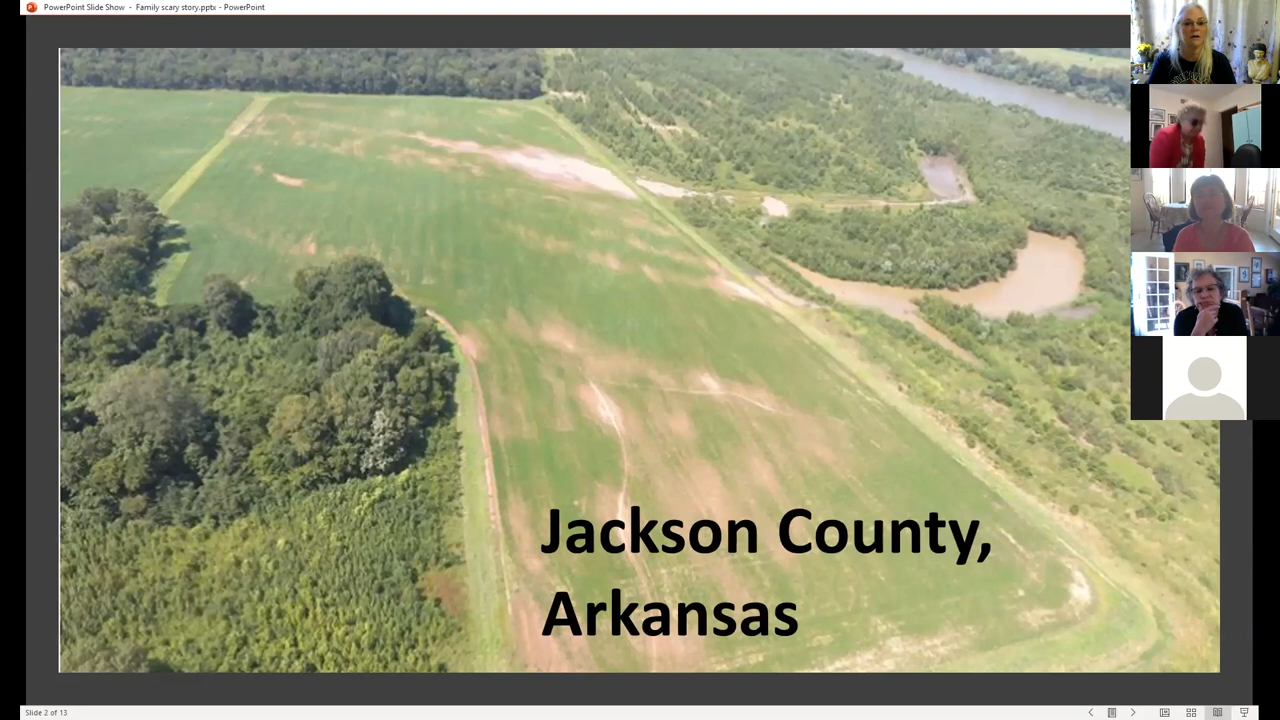 PowerPoint Slide Show - Family scary story.pptx - PowerPoint
Jackson County,
Arkansas
Slide 2 of 13